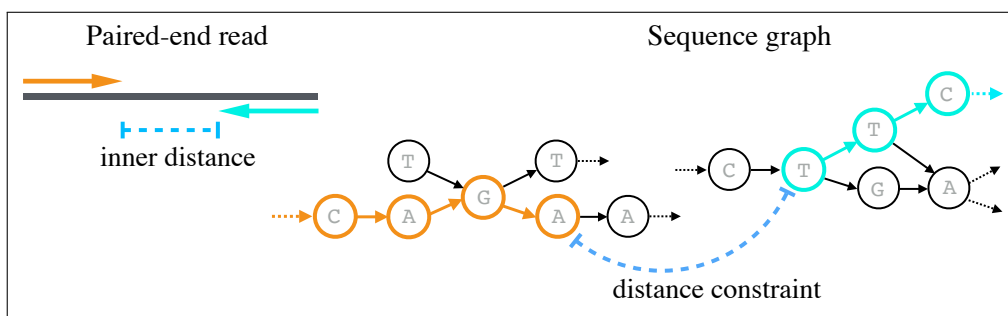 Paired-end read
Sequence graph
inner distance
C
T
T
T
C
T
G
A
C
A
G
A
A
distance constraint